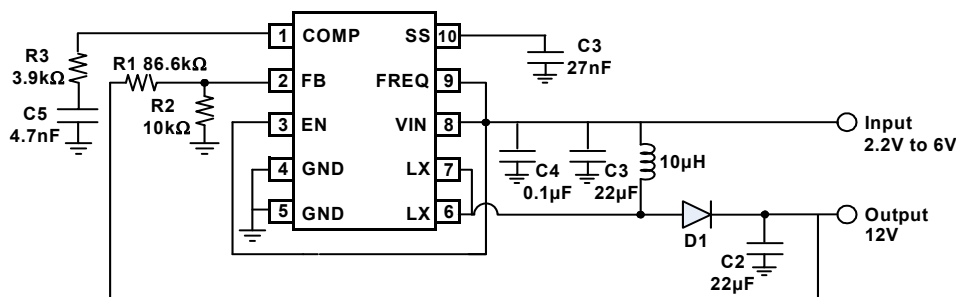 R3
3.9kΩ
C5
4.7nF
R1 86.6kΩ
R2
10kΩ
1 COMP
2 FB
3 EN
4 GND
5 GND
SS 10
FREQ 9
VIN 8
LX 7
LX 6
C3
27nF
C4
0.1µF
C3
22µF
10µH
Input
2.2V to 6V
D1
C2
22µF
Output
12V